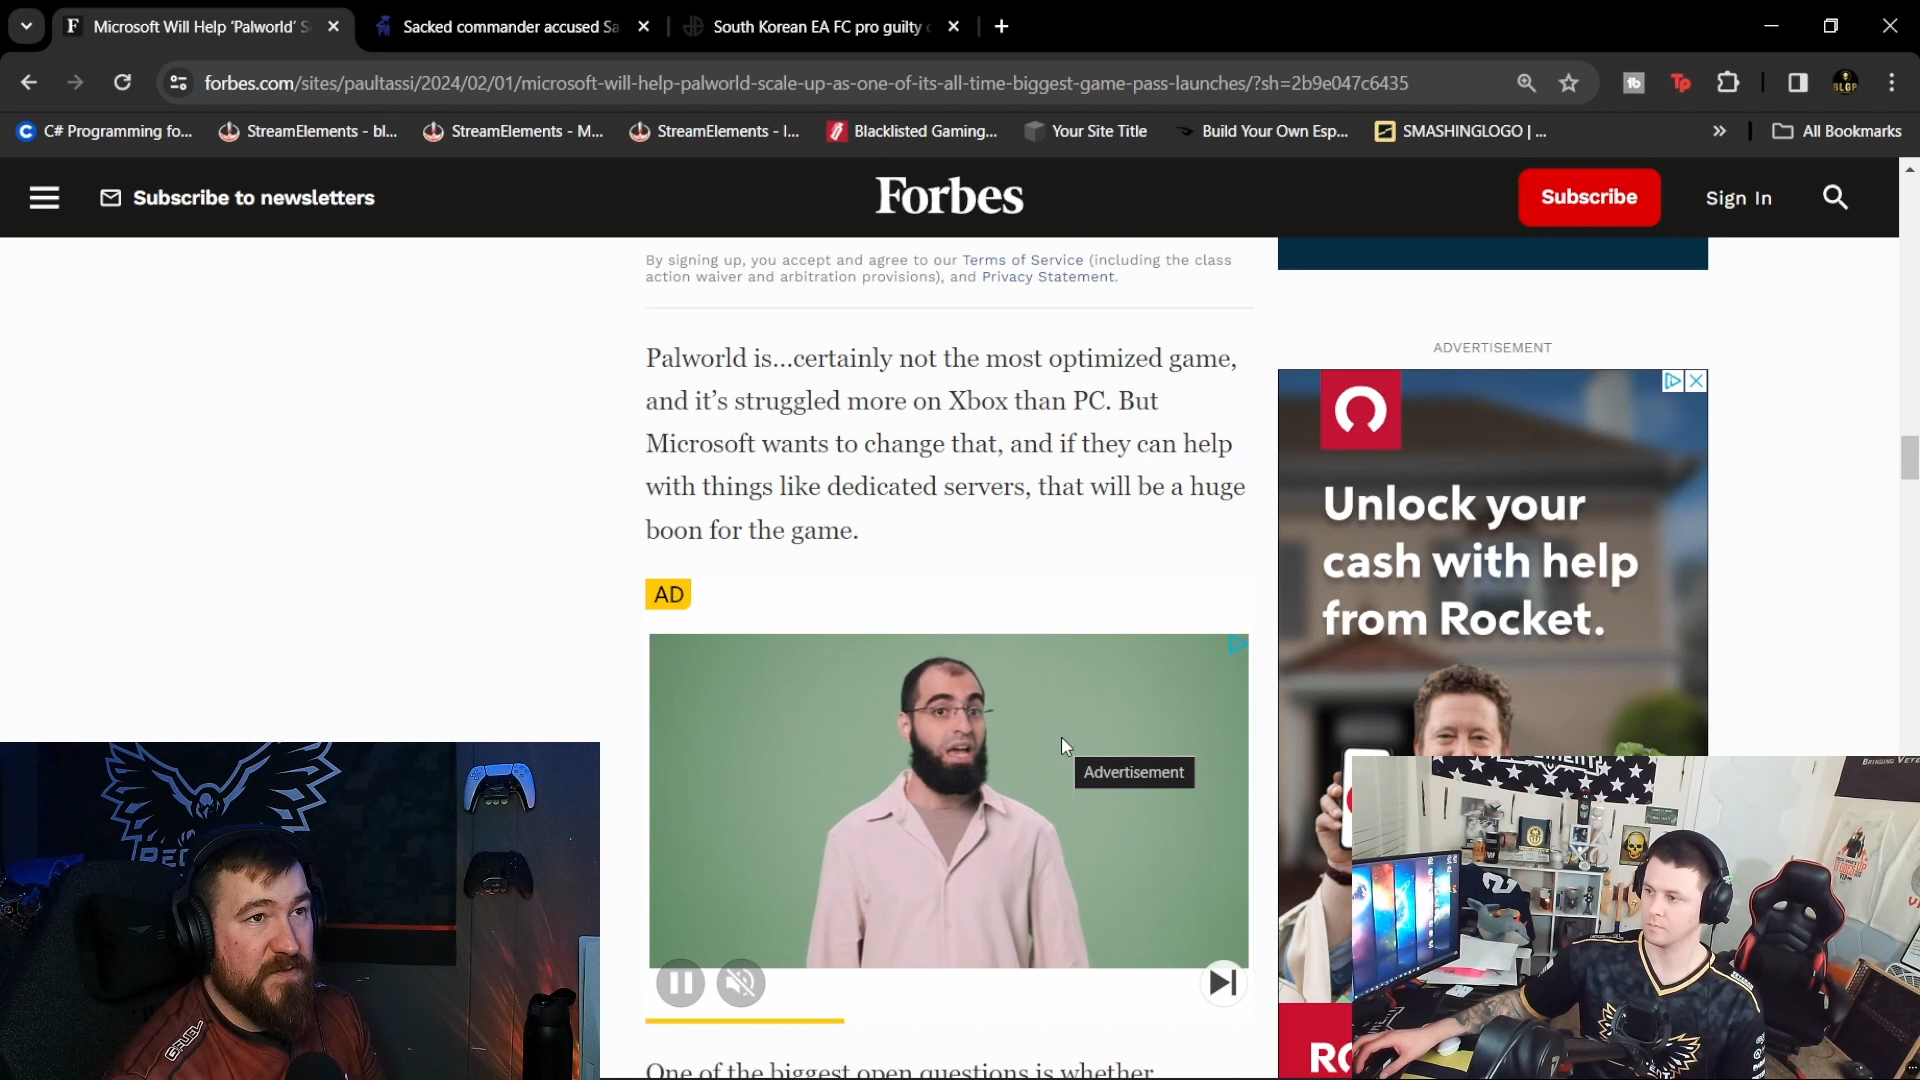 Microsoft Will Help ‘Palworld’ S
Sacked commander accused Sa
South Korean EA FC pro guilty
forbes.com/sites/paultassi/2024/02/01/microsoft-will-help-palworld-scale-up-as-one-of-its-all-time-biggest-game-pass-launches/?sh=2b9e047c6435
C# Programming fo...
StreamElements - bl...
StreamElements - M...
StreamElements - I...
Blacklisted Gaming...
Your Site Title
Build Your Own Esp...
SMASHINGLOGO | ...
All Bookmarks
Subscribe to newsletters
Forbes
Subscribe
Sign In
By signing up, you accept and agree to our Terms of Service (including the class
action waiver and arbitration provisions), and Privacy Statement.
Palworld is...certainly not the most optimized game,
and it’s struggled more on Xbox than PC. But
Microsoft wants to change that, and if they can help
with things like dedicated servers, that will be a huge
boon for the game.
AD
Advertisement
One of the biggest open questions is whether
ADVERTISEMENT
Unlock your
cash with help
from Rocket.
G FUEL